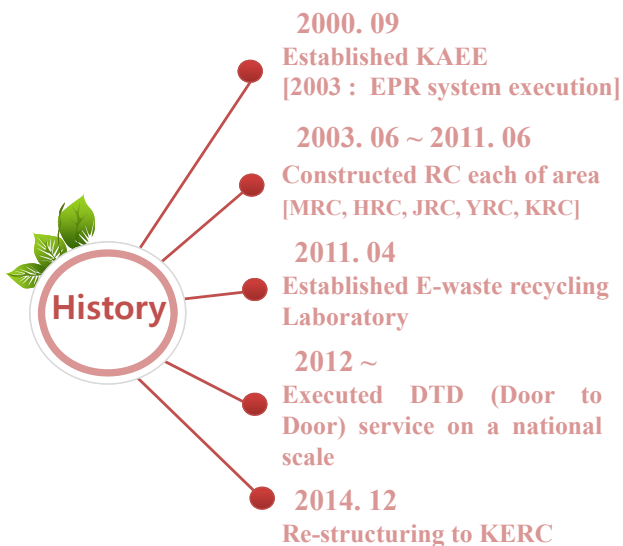 2000. 09
Established KAEE
[2003 : EPR system execution]
2003. 06 ~ 2011. 06
Constructed RC each of area
[MRC, HRC, JRC, YRC, KRC]
2011. 04
Established E-waste recycling
Laboratory
History
2012 ~
Executed DTD (Door to
Door) service on a national
scale
2014. 12
Re-structuring to KERC